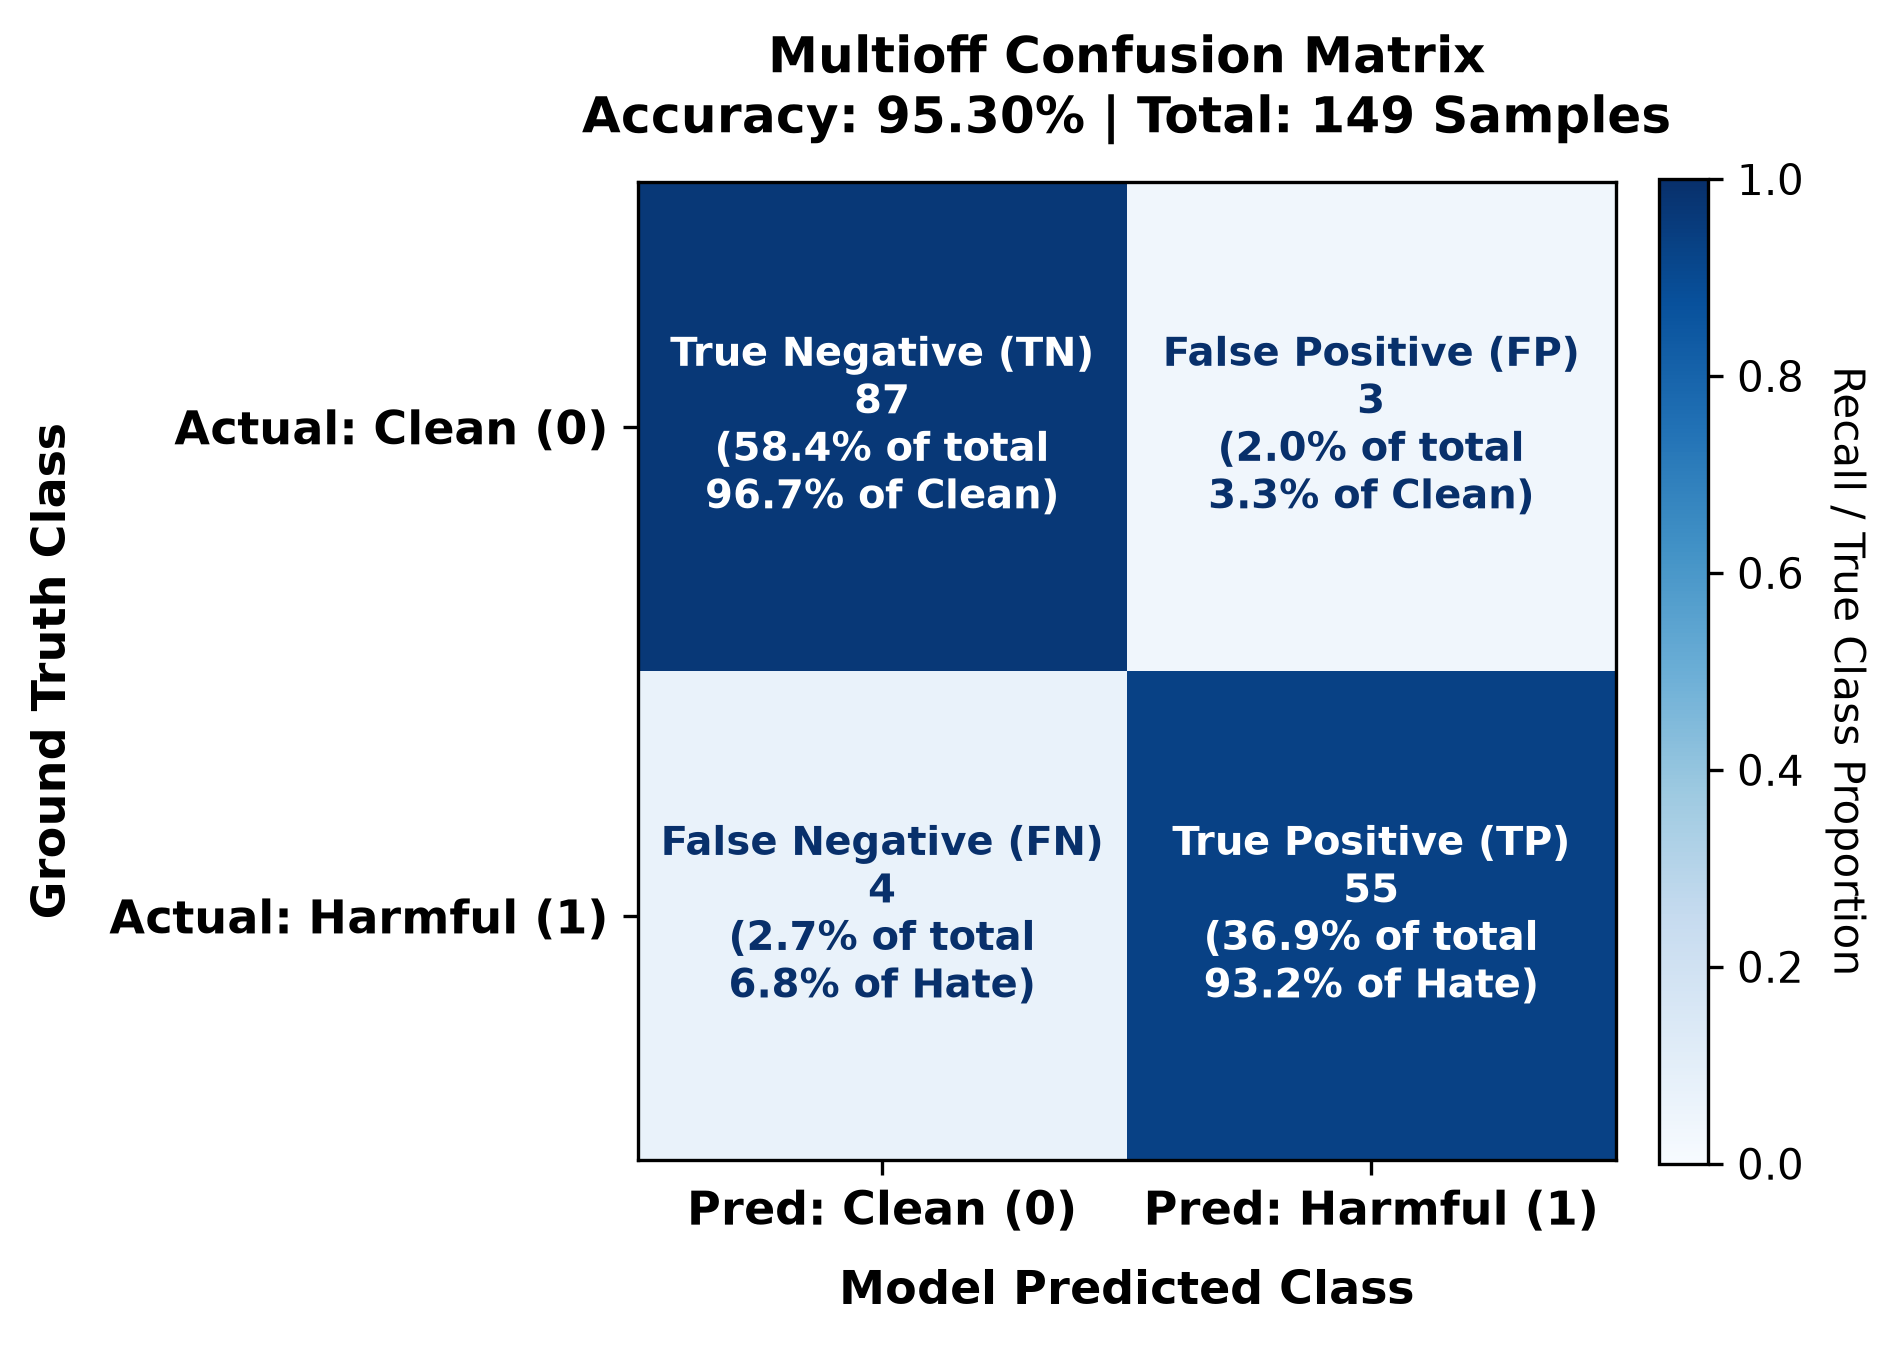 Multioff Confusion Matrix
Accuracy: 95.30% | Total: 149 Samples
Ground Truth Class
Actual: Clean (0)
Actual: Harmful (1)
True Negative (TN)
87
(58.4% of total
96.7% of Clean)
False Positive (FP)
3
(2.0% of total
3.3% of Clean)
False Negative (FN)
4
(2.7% of total
6.8% of Hate)
True Positive (TP)
55
(36.9% of total
93.2% of Hate)
Pred: Clean (0)
Pred: Harmful (1)
Model Predicted Class
1.0
0.8
0.6
0.4
0.2
0.0
Recall / True Class Proportion